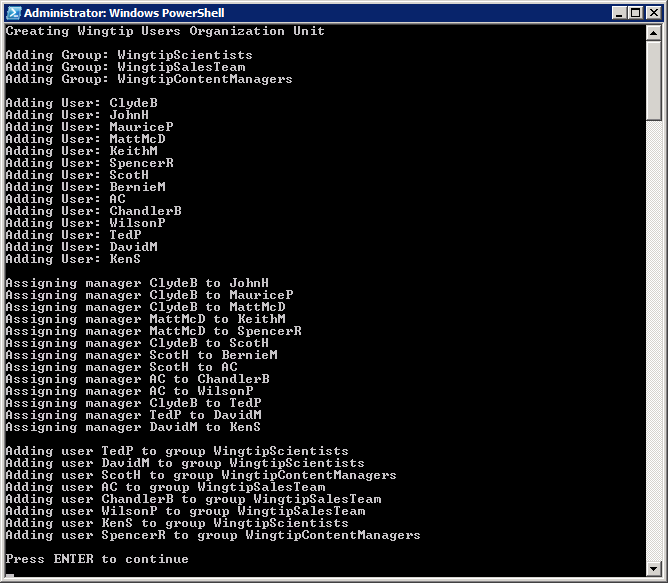 Administrator: Windows PowerShell
Creating Wingtip Users Organization Unit
Adding Group: WingtipScientists
Adding Group: WingtipSalesTeam
Adding Group: WingtipContentManagers
Adding User: ClydeB
Adding User: JohnH
Adding User: MauriceP
Adding User: MattMcD
Adding User: KeithM
Adding User: SpencerR
Adding User: ScotH
Adding User: BernieM
Adding User: AC
Adding User: ChandlerB
Adding User: WilsonP
Adding User: TedP
Adding User: DavidM
Adding User: KenS
Assigning manager ClydeB to JohnH
Assigning manager ClydeB to MauriceP
Assigning manager ClydeB to MattMcD
Assigning manager MattMcD to KeithM
Assigning manager MattMcD to SpencerR
Assigning manager ClydeB to ScotH
Assigning manager ScotH to BernieM
Assigning manager ScotH to AC
Assigning manager AC to ChandlerB
Assigning manager AC to WilsonP
Assigning manager ClydeB to TedP
Assigning manager TedP to DavidM
Assigning manager DavidM to KenS
Adding user TedP to group WingtipScientists
Adding user DavidM to group WingtipScientists
Adding user ScotH to group WingtipContentManagers
Adding user AC to group WingtipSalesTeam
Adding user ChandlerB to group WingtipSalesTeam
Adding user WilsonP to group WingtipSalesTeam
Adding user KenS to group WingtipScientists
Adding user SpencerR to group WingtipContentManagers
Press ENTER to continue